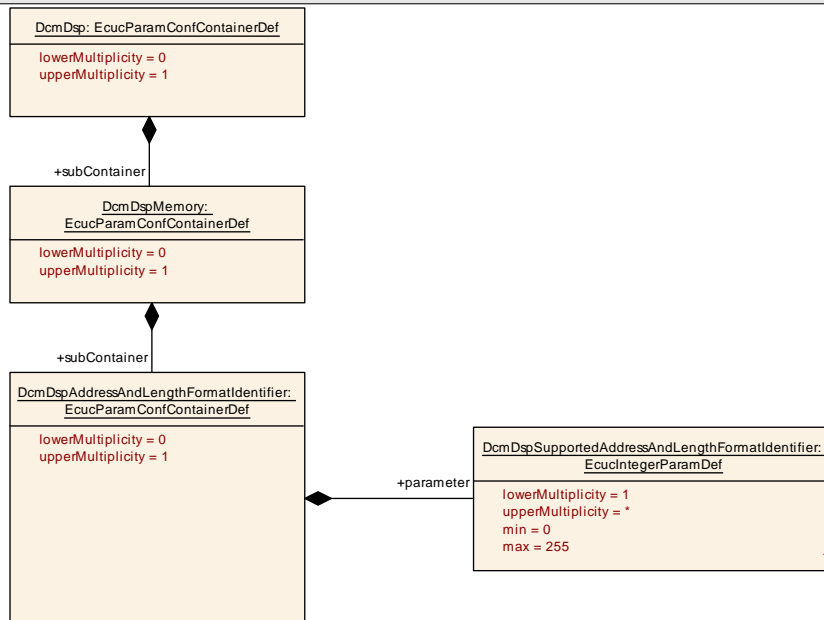 DcmDsp: EcucParamConfContainerDef
lowerMultiplicity = 0
upperMultiplicity = 1
+subContainer
DcmDspMemory:
EcucParamConfContainerDef
lowerMultiplicity = 0
upperMultiplicity = 1
+subContainer
DcmDspAddressAndLengthFormatIdentifier:
EcucParamConfContainerDef
lowerMultiplicity = 0
upperMultiplicity = 1
+parameter
DcmDspSupportedAddressAndLengthFormatIdentifier:
EcucIntegerParamDef
lowerMultiplicity = 1
upperMultiplicity = *
min = 0
max = 255